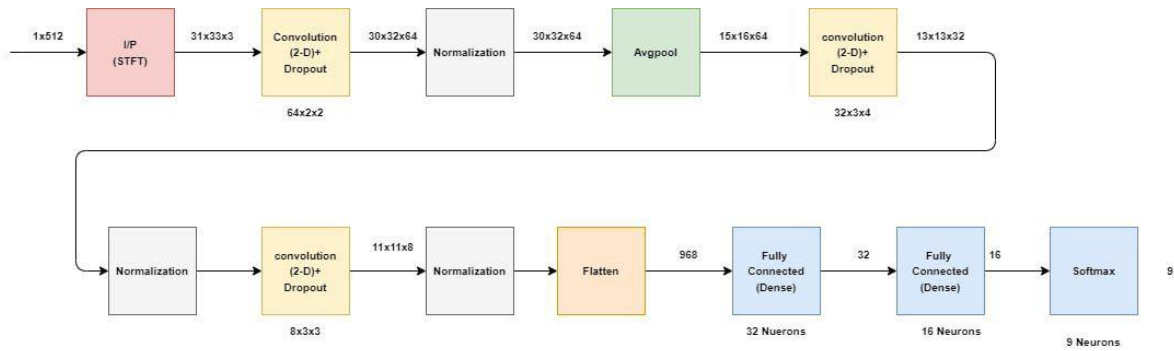 1x512
I/P
(STFT)
31x33x3
Convolution
(2-D)+
Dropout
64x2x2
30x32x64
Normalization
30x32x64
Avgpool
15x16x64
convolution
(2-D)+
Dropout
32x3x4
13x13x32
Normalization
convolution
(2-D)+
Dropout
8x3x3
11x11x8
Normalization
Flatten
968
Fully
Connected
(Dense)
32 Nuerons
32
Fully
Connected
(Dense)
16 Neurons
16
Softmax
9 Neurons
9